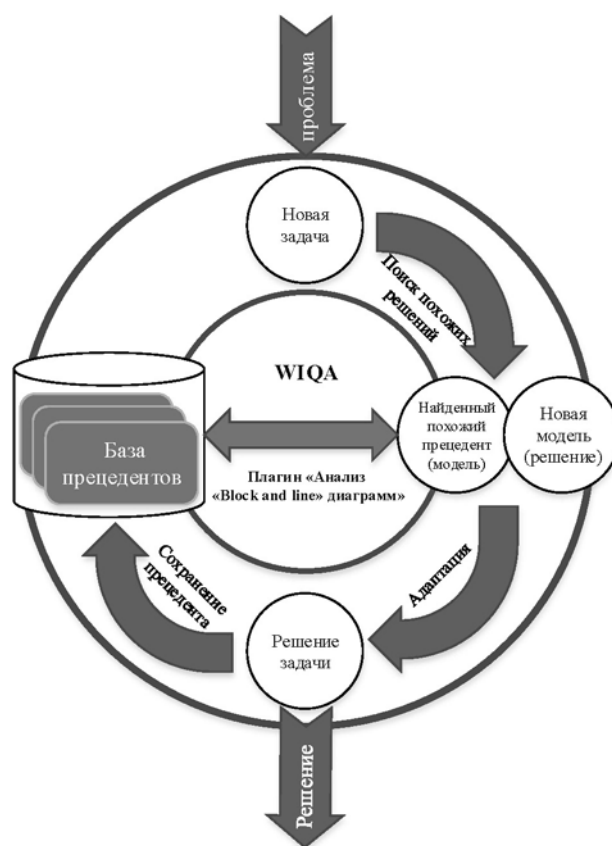 проблема
Новая
задача
Поиск похожих
решений
WIQA
Найденный
похожий
прецедент
(модель)
Новая
модель
(решение)
База
прецедентов
Плагин «Анализ
«Block and line» диаграмм»
Сохранение
прецедента
Адаптация
Решение
задачи
Решение